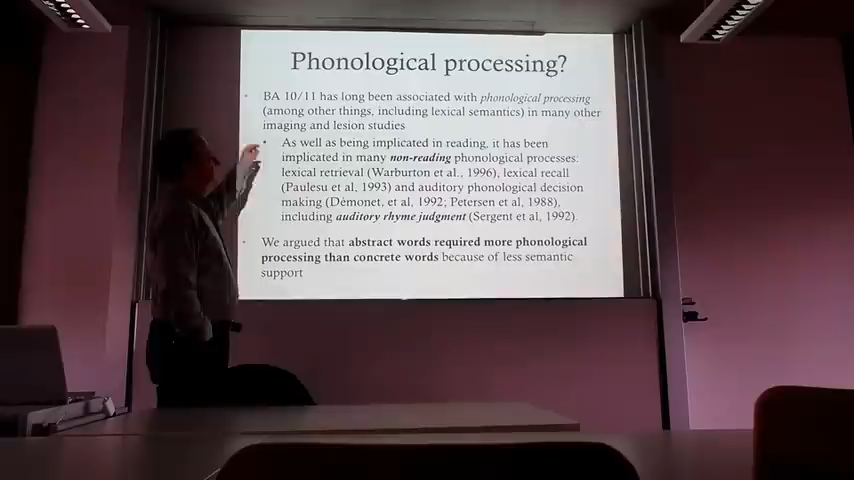 Phonological processing?
BA 10/11 has long been associated with phonological processing
(among other things, including lexical semantics) in many other
imaging and lesion studies
As well as being implicated in reading, it has been
implicated in many non-reading phonological processes:
lexical retrieval (Warburton et al., 1996), lexical recall
(Paulesu et al, 1993) and auditory phonological decision
making (Démonet, et al, 1992; Petersen et al, 1988),
including auditory rhyme judgment (Sergent et al, 1992).
We argued that abstract words required more phonological
processing than concrete words because of less semantic
support